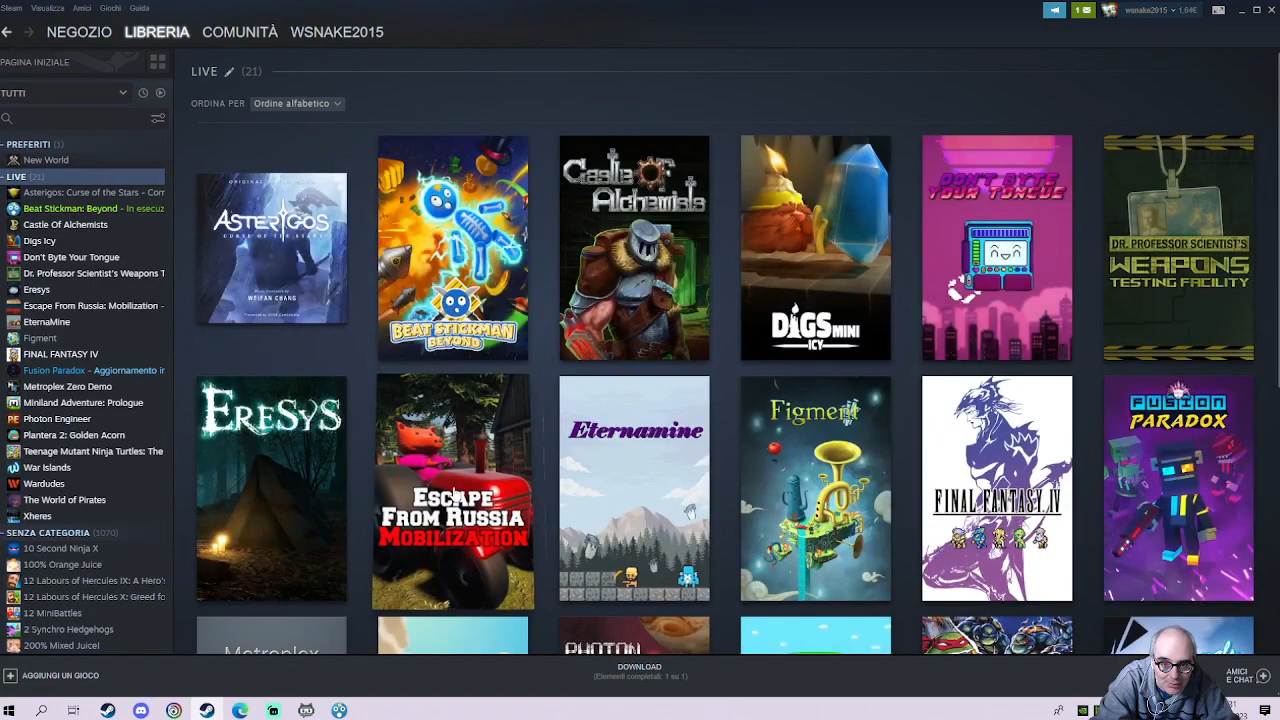 Steam Visualizza Amici Giochi Guida
1
wsnake2015 1,64€
NEGOZIO LIBRERIA COMUNITÀ WSNAKE2015
PAGINA INIZIALE
TUTTI
PREFERITI (1)
New World
LIVE (21)
Asterigos: Curse of the Stars - Com
Beat Stickman: Beyond - In esecuz
Castle Of Alchemists
Digs Icy
Don't Byte Your Tongue
Dr. Professor Scientist's Weapons T
Eresys
Escape From Russia: Mobilization -
EternaMine
Figment
FINAL FANTASY IV
Fusion Paradox - Aggiornamento in
Metroplex Zero Demo
Miniland Adventure: Prologue
Photon Engineer
Plantera 2: Golden Acorn
Teenage Mutant Ninja Turtles: The
War Islands
Wardudes
The World of Pirates
Xheres
SENZA CATEGORIA (1070)
10 Second Ninja X
100% Orange Juice
12 Labours of Hercules IX: A Hero's
12 Labours of Hercules X: Greed fo
12 MiniBattles
2 Synchro Hedgehogs
200% Mixed Juice!
LIVE (21)
ORDINA PER Ordine alfabetico
ASTERIGOS
CURSE OF THE STARS
WEIFAN CHANG
BEAT STICKMAN
BEYOND
Castle of
Alchemists
DIGS MINI
ICY
DON'T BYTE
YOUR TONGUE
DR. PROFESSOR SCIENTIST'S
WEAPONS
TESTING FACILITY
ERESYS
ESCAPE
FROM RUSSIA
MOBILIZATION
Eternamine
Figment
FINAL FANTASY IV
FUSION
PARADOX
Metroplex
PHOTON
AGGIUNGI UN GIOCO
DOWNLOAD
(Elementi completati: 1 su 1)
AMICI
E CHAT